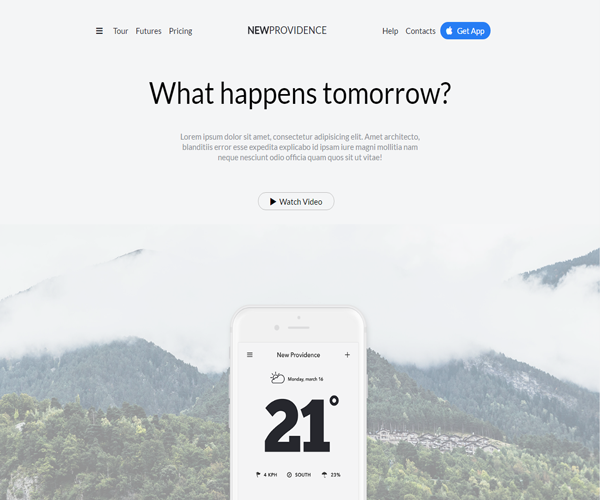 Tour Futures Pricing NEWPROVIDENCE Help Contacts Get App
What happens tomorrow?
Lorem ipsum dolor sit amet, consectetur adipisicing elit. Amet architecto,
blanditiis error esse expedita explicabo id ipsam iure magni mollitia nam
neque nesciunt odio officia quam quos sit ut vitae!
Watch Video
New Providence
Monday, march 16
21°
4 KPH SOUTH 23%